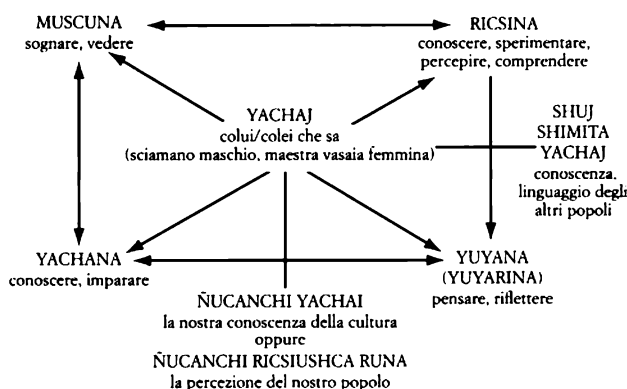 MUSCUNA
sognare, vedere
RICSINA
conoscere, sperimentare,
percepire, comprendere
YACHAJ
colui/colei che sa
(sciamano maschio, maestra vasaia femmina)
SHUJ
SHIMITA
YACHAJ
conoscenza,
linguaggio degli
altri popoli
YACHANA
conoscere, imparare
YUYANA
(YUYARINA)
pensare, riflettere
ÑUCANCHI YACHAI
la nostra conoscenza della cultura
oppure
ÑUCANCHI RICSIUSHCA RUNA
la percezione del nostro popolo